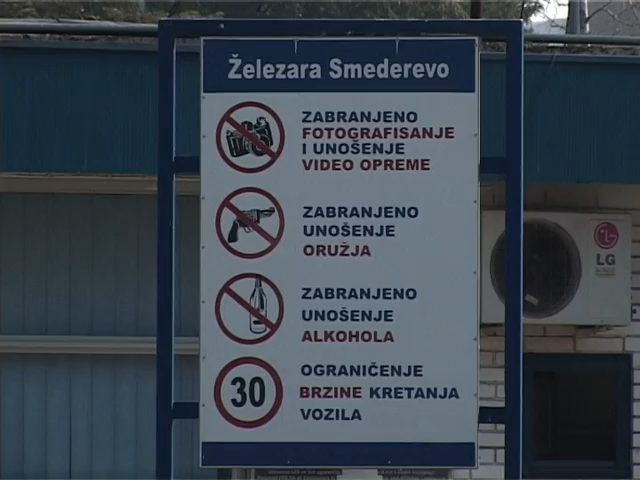 Železara Smederevo
ZABRANJENO
FOTOGRAFISANJE
I UNOŠENJE
VIDEO OPREME
ZABRANJENO
UNOŠENJE
ORUŽJA
ZABRANJENO
UNOŠENJE
ALKOHOLA
30
OGRANIČENJE
BRZINE KRETANJA
VOZILA
LG